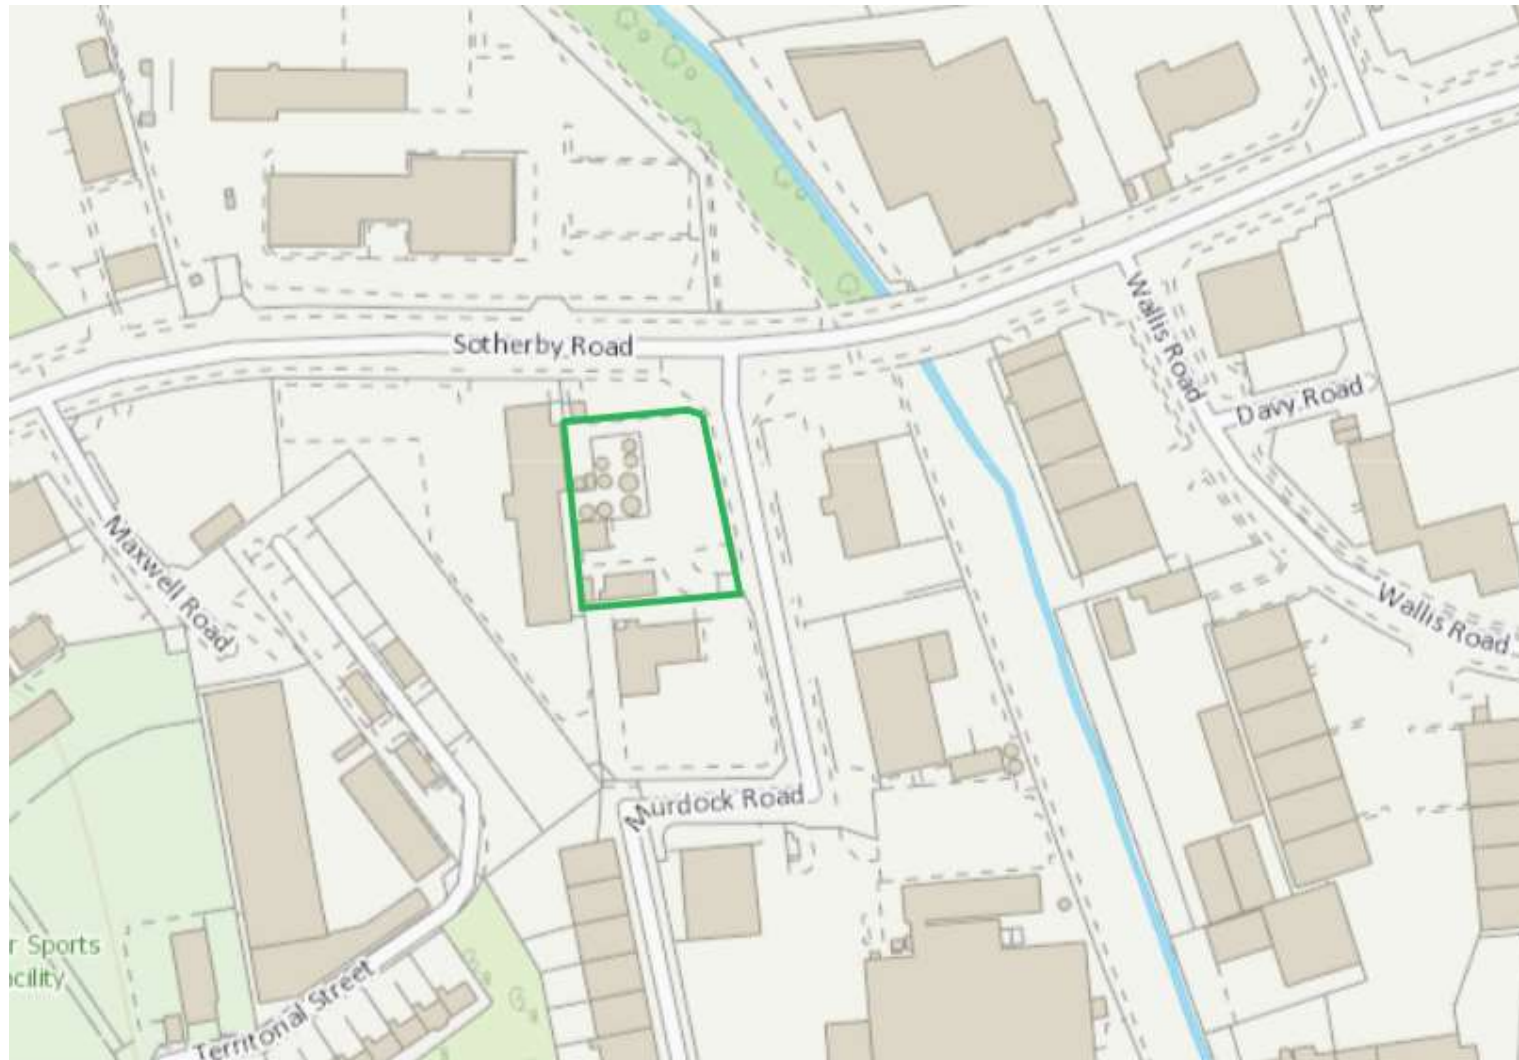 Sotherby Road
Wallis Road
Davy Road
Maxwell Road
Wallis Road
Murdock Road
r Sports
cility
Territorial Street